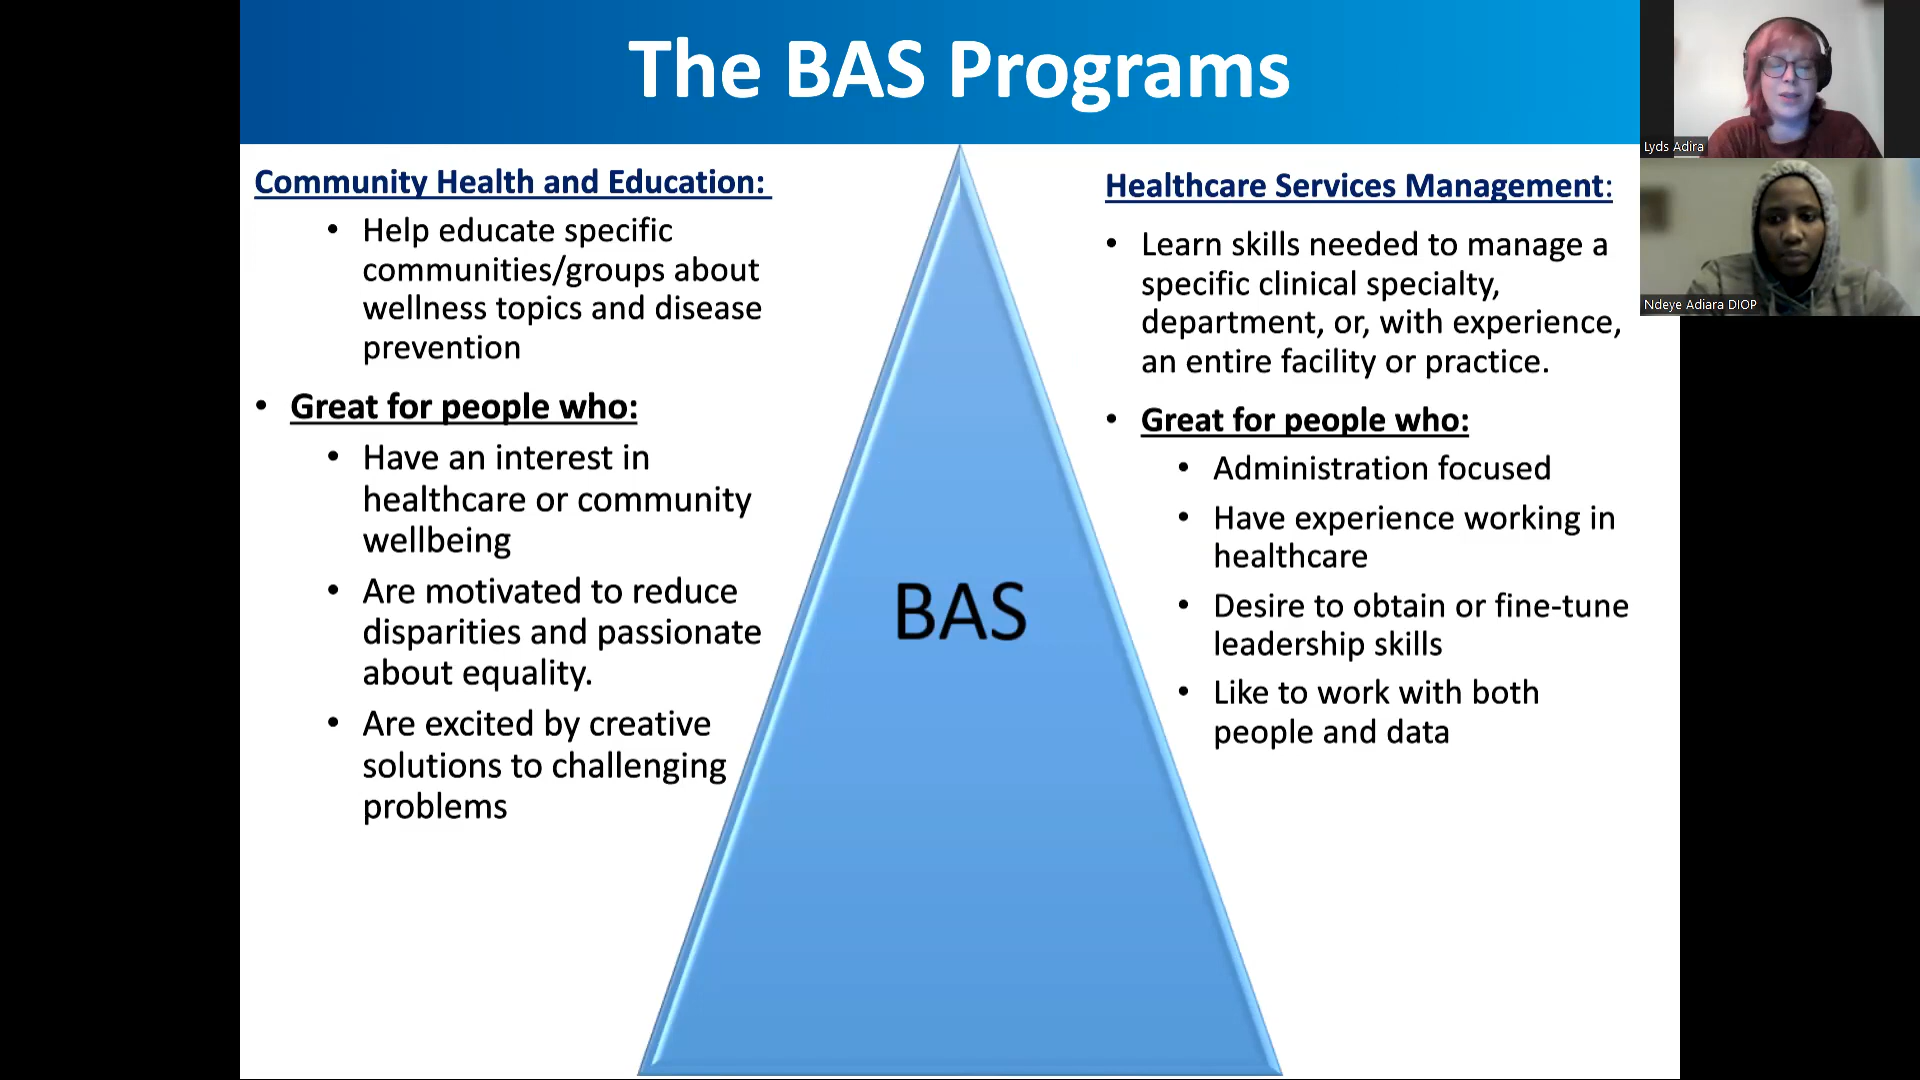 The BAS Programs
Community Health and Education:
• Help educate specific
communities/groups about
wellness topics and disease
prevention
• Great for people who:
• Have an interest in
healthcare or community
wellbeing
• Are motivated to reduce
disparities and passionate
about equality.
• Are excited by creative
solutions to challenging
problems
BAS
Healthcare Services Management:
• Learn skills needed to manage a
specific clinical specialty,
department, or, with experience,
an entire facility or practice.
• Great for people who:
• Administration focused
• Have experience working in
healthcare
• Desire to obtain or fine-tune
leadership skills
• Like to work with both
people and data
Lyds Adira
Ndeye Adiara DIOP